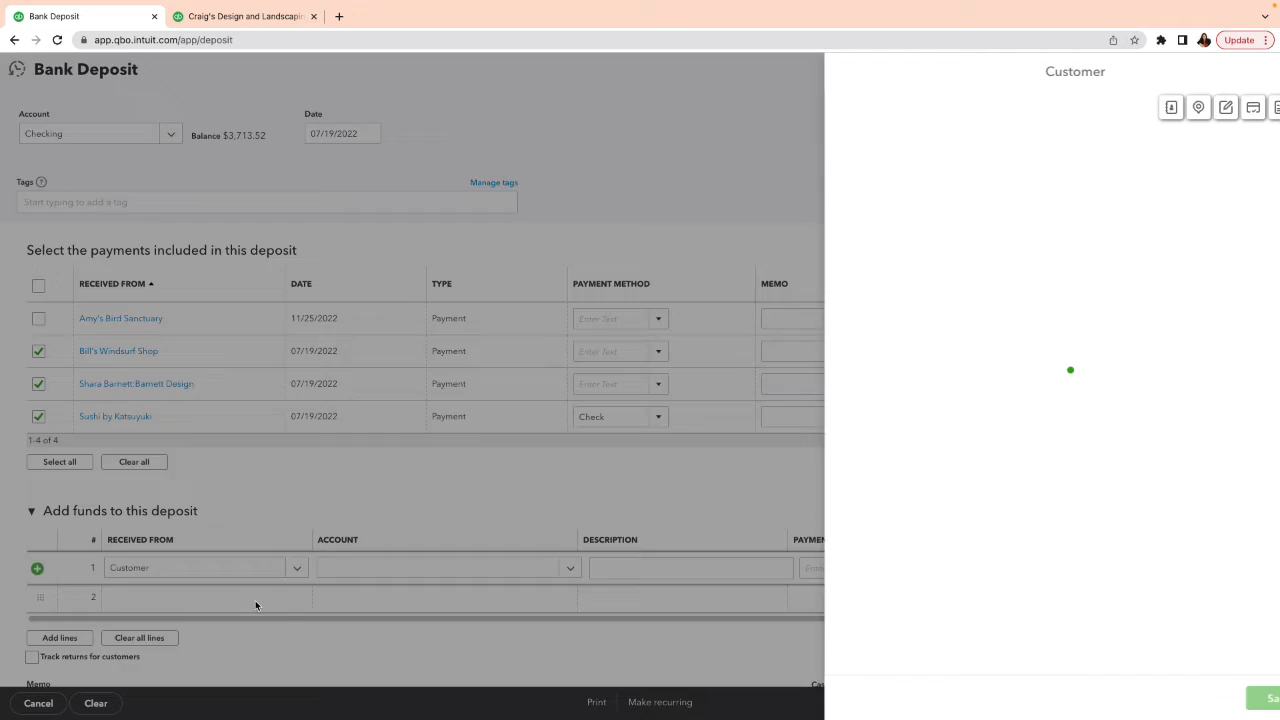 Bank Deposit
Craig's Design and Landscapin
app.qbo.intuit.com/app/deposit
Update
Bank Deposit
Customer
Account
Date
Checking
Balance $3,713.52
07/19/2022
Tags
Manage tags
Start typing to add a tag
Select the payments included in this deposit
RECEIVED FROM DATE TYPE PAYMENT METHOD MEMO
Amy's Bird Sanctuary 11/25/2022 Payment Enter Text
Bill's Windsurf Shop 07/19/2022 Payment Enter Text
Shara Barnett:Barnett Design 07/19/2022 Payment Enter Text
Sushi by Katsuyuki 07/19/2022 Payment Check
1-4 of 4
Select all Clear all
Add funds to this deposit
# RECEIVED FROM ACCOUNT DESCRIPTION PAYMEN
1 Customer Enter
2
Add lines Clear all lines
Track returns for customers
Memo Cas
Cancel Clear Print Make recurring Sa